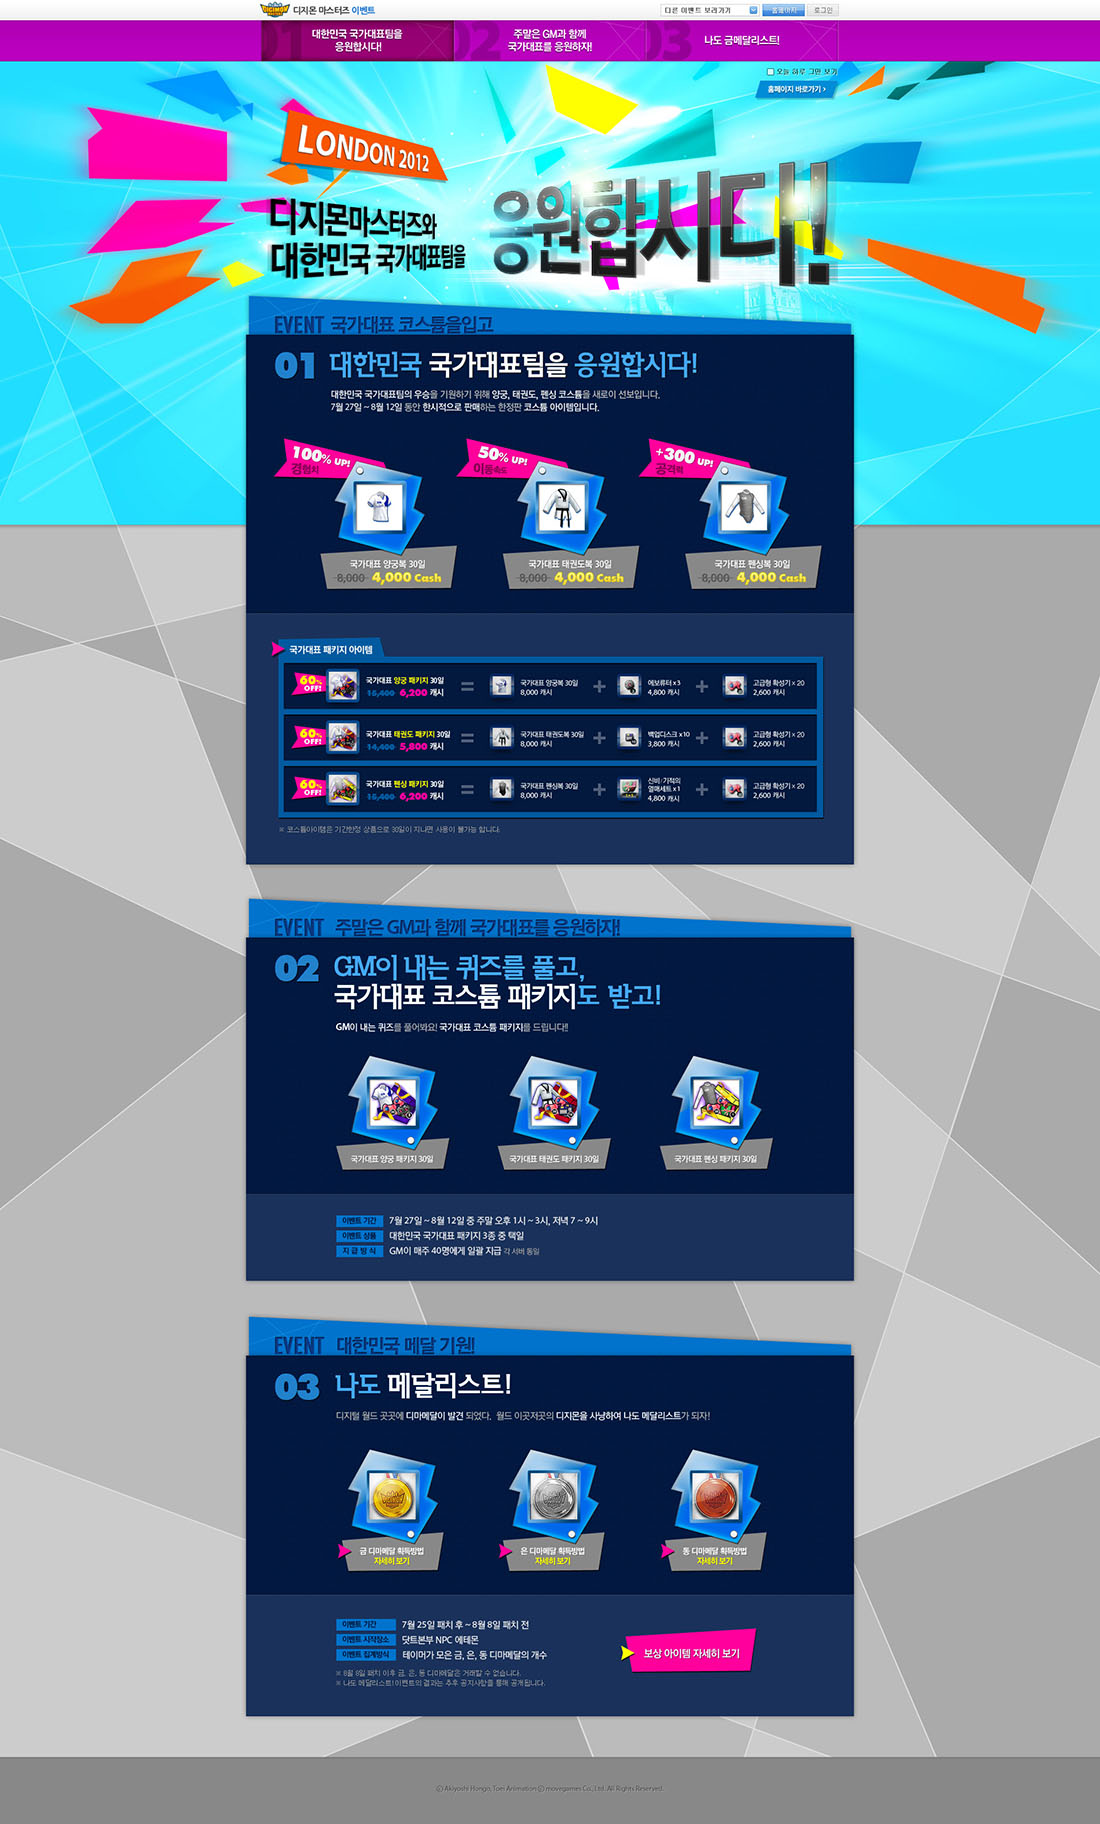 DIGIMON
디지몬 마스터즈 이벤트
다른 이벤트 보러가기
홈페이지
로그인
01
대한민국 국가대표팀을
응원합시다!
02
주말은 GM과 함께
국가대표를 응원하자!
03
나도 금메달리스트!
오늘 하루 그만 보기
홈페이지 바로가기 >
LONDON 2012
디지몬마스터즈와
대한민국 국가대표팀을
응원합시다!
EVENT 국가대표 코스튬을입고
01 대한민국 국가대표팀을 응원합시다!
대한민국 국가대표팀의 우승을 기원하기 위해 양궁, 태권도, 펜싱 코스튬을 새로이 선보입니다.
7월 27일 ~ 8월 12일 동안 한시적으로 판매하는 한정판 코스튬 아이템입니다.
100% UP!
경험치
50% UP!
이동속도
+300 UP!
공격력
국가대표 양궁복 30일
8,000 4,000 Cash
국가대표 태권도복 30일
8,000 4,000 Cash
국가대표 펜싱복 30일
8,000 4,000 Cash
국가대표 패키지 아이템
60% OFF!
국가대표 양궁 패키지 30일
15,400 6,200 캐시
=
국가대표 양궁복 30일
8,000 캐시
+
에보류터 x 3
4,800 캐시
+
고급형 확성기 x 20
2,600 캐시
60% OFF!
국가대표 태권도 패키지 30일
14,400 5,800 캐시
=
국가대표 태권도복 30일
8,000 캐시
+
백업디스크 x10
3,800 캐시
+
고급형 확성기 x 20
2,600 캐시
60% OFF!
국가대표 펜싱 패키지 30일
15,400 6,200 캐시
=
국가대표 펜싱복 30일
8,000 캐시
+
신비/기적의
열매세트 x 1
4,800 캐시
+
고급형 확성기 x 20
2,600 캐시
※ 코스튬아이템은 기간한정 상품으로 30일이 지나면 사용이 불가능 합니다.
EVENT 주말은 GM과 함께 국가대표를 응원하자!
02 GM이 내는 퀴즈를 풀고,
국가대표 코스튬 패키지도 받고!
GM이 내는 퀴즈를 풀어봐요! 국가대표 코스튬 패키지를 드립니다!!
국가대표 양궁 패키지 30일
국가대표 태권도 패키지 30일
국가대표 펜싱 패키지 30일
이벤트 기간 7월 27일 ~ 8월 12일 중 주말 오후 1시 ~ 3시, 저녁 7 ~ 9시
이벤트 상품 대한민국 국가대표 패키지 3종 중 택일
지 급 방 식 GM이 매주 40명에게 일괄 지급 각 서버 동일
EVENT 대한민국 메달 기원!
03 나도 메달리스트!
디지털 월드 곳곳에 디마메달이 발견 되었다. 월드 이곳저곳의 디지몬을 사냥하여 나도 메달리스트가 되자!
금 디마메달 획득방법
자세히 보기
은 디마메달 획득방법
자세히 보기
동 디마메달 획득방법
자세히 보기
이벤트 기간 7월 25일 패치 후 ~ 8월 8일 패치 전
이벤트 시작장소 닷트본부 NPC 에테몬
이벤트 집계방식 테이머가 모은 금, 은, 동 디마메달의 개수
보상 아이템 자세히 보기
※ 8월 8일 패치 이후 금, 은, 동 디마메달은 거래할 수 없습니다.
※ 나도 메달리스트! 이벤트의 결과는 추후 공지사항을 통해 공개됩니다.
ⓒ Akiyoshi Hongo, Toei Animation ⓒ movegames Co., Ltd. All Rights Reserved.